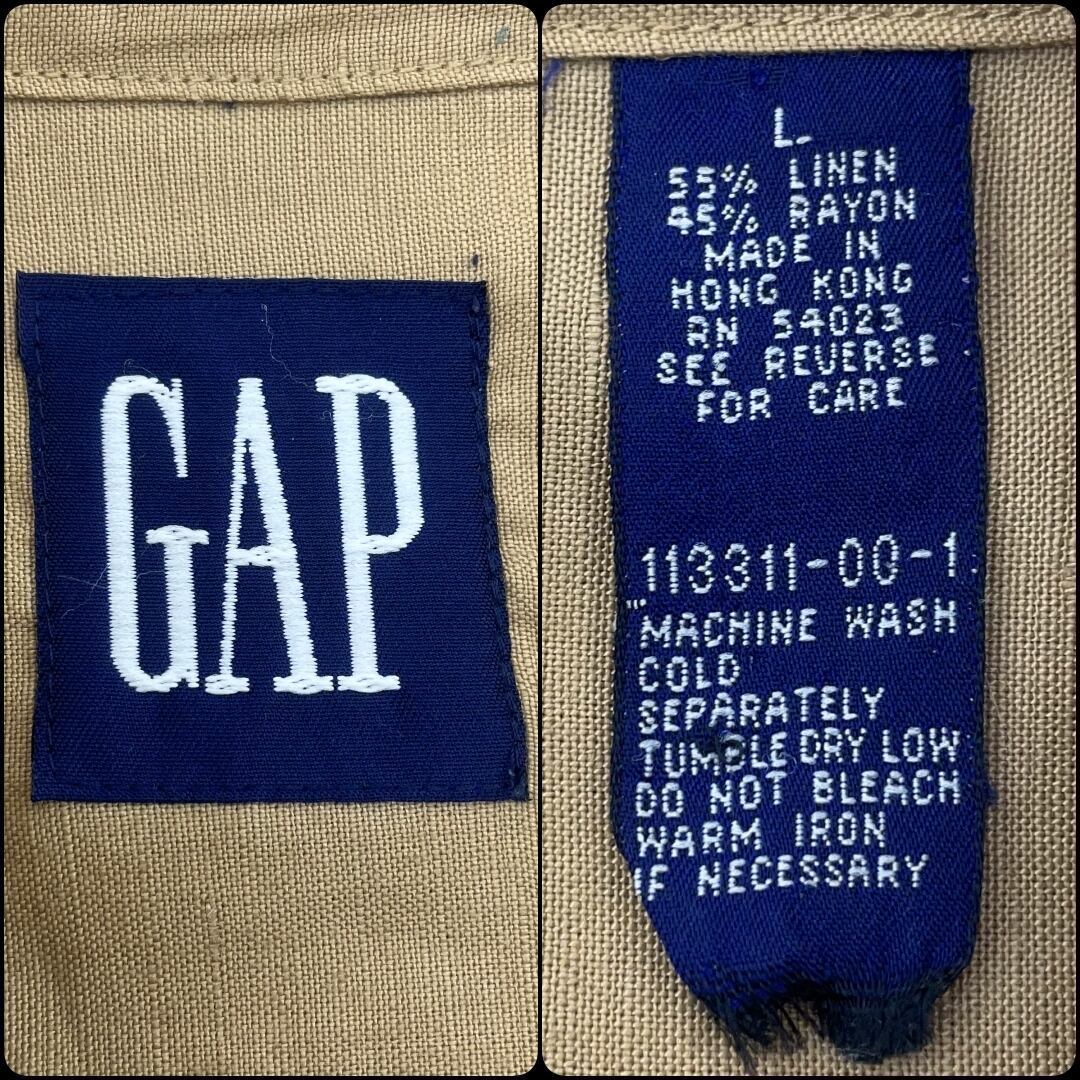 GAP
L
55% LINEN
45% RAYON
MADE IN
HONG KONG
RN 54023
SEE REVERSE
FOR CARE
113311-00-1
MACHINE WASH
COLD
SEPARATELY
TUMBLE DRY LOW
DO NOT BLEACH
WARM IRON
IF NECESSARY